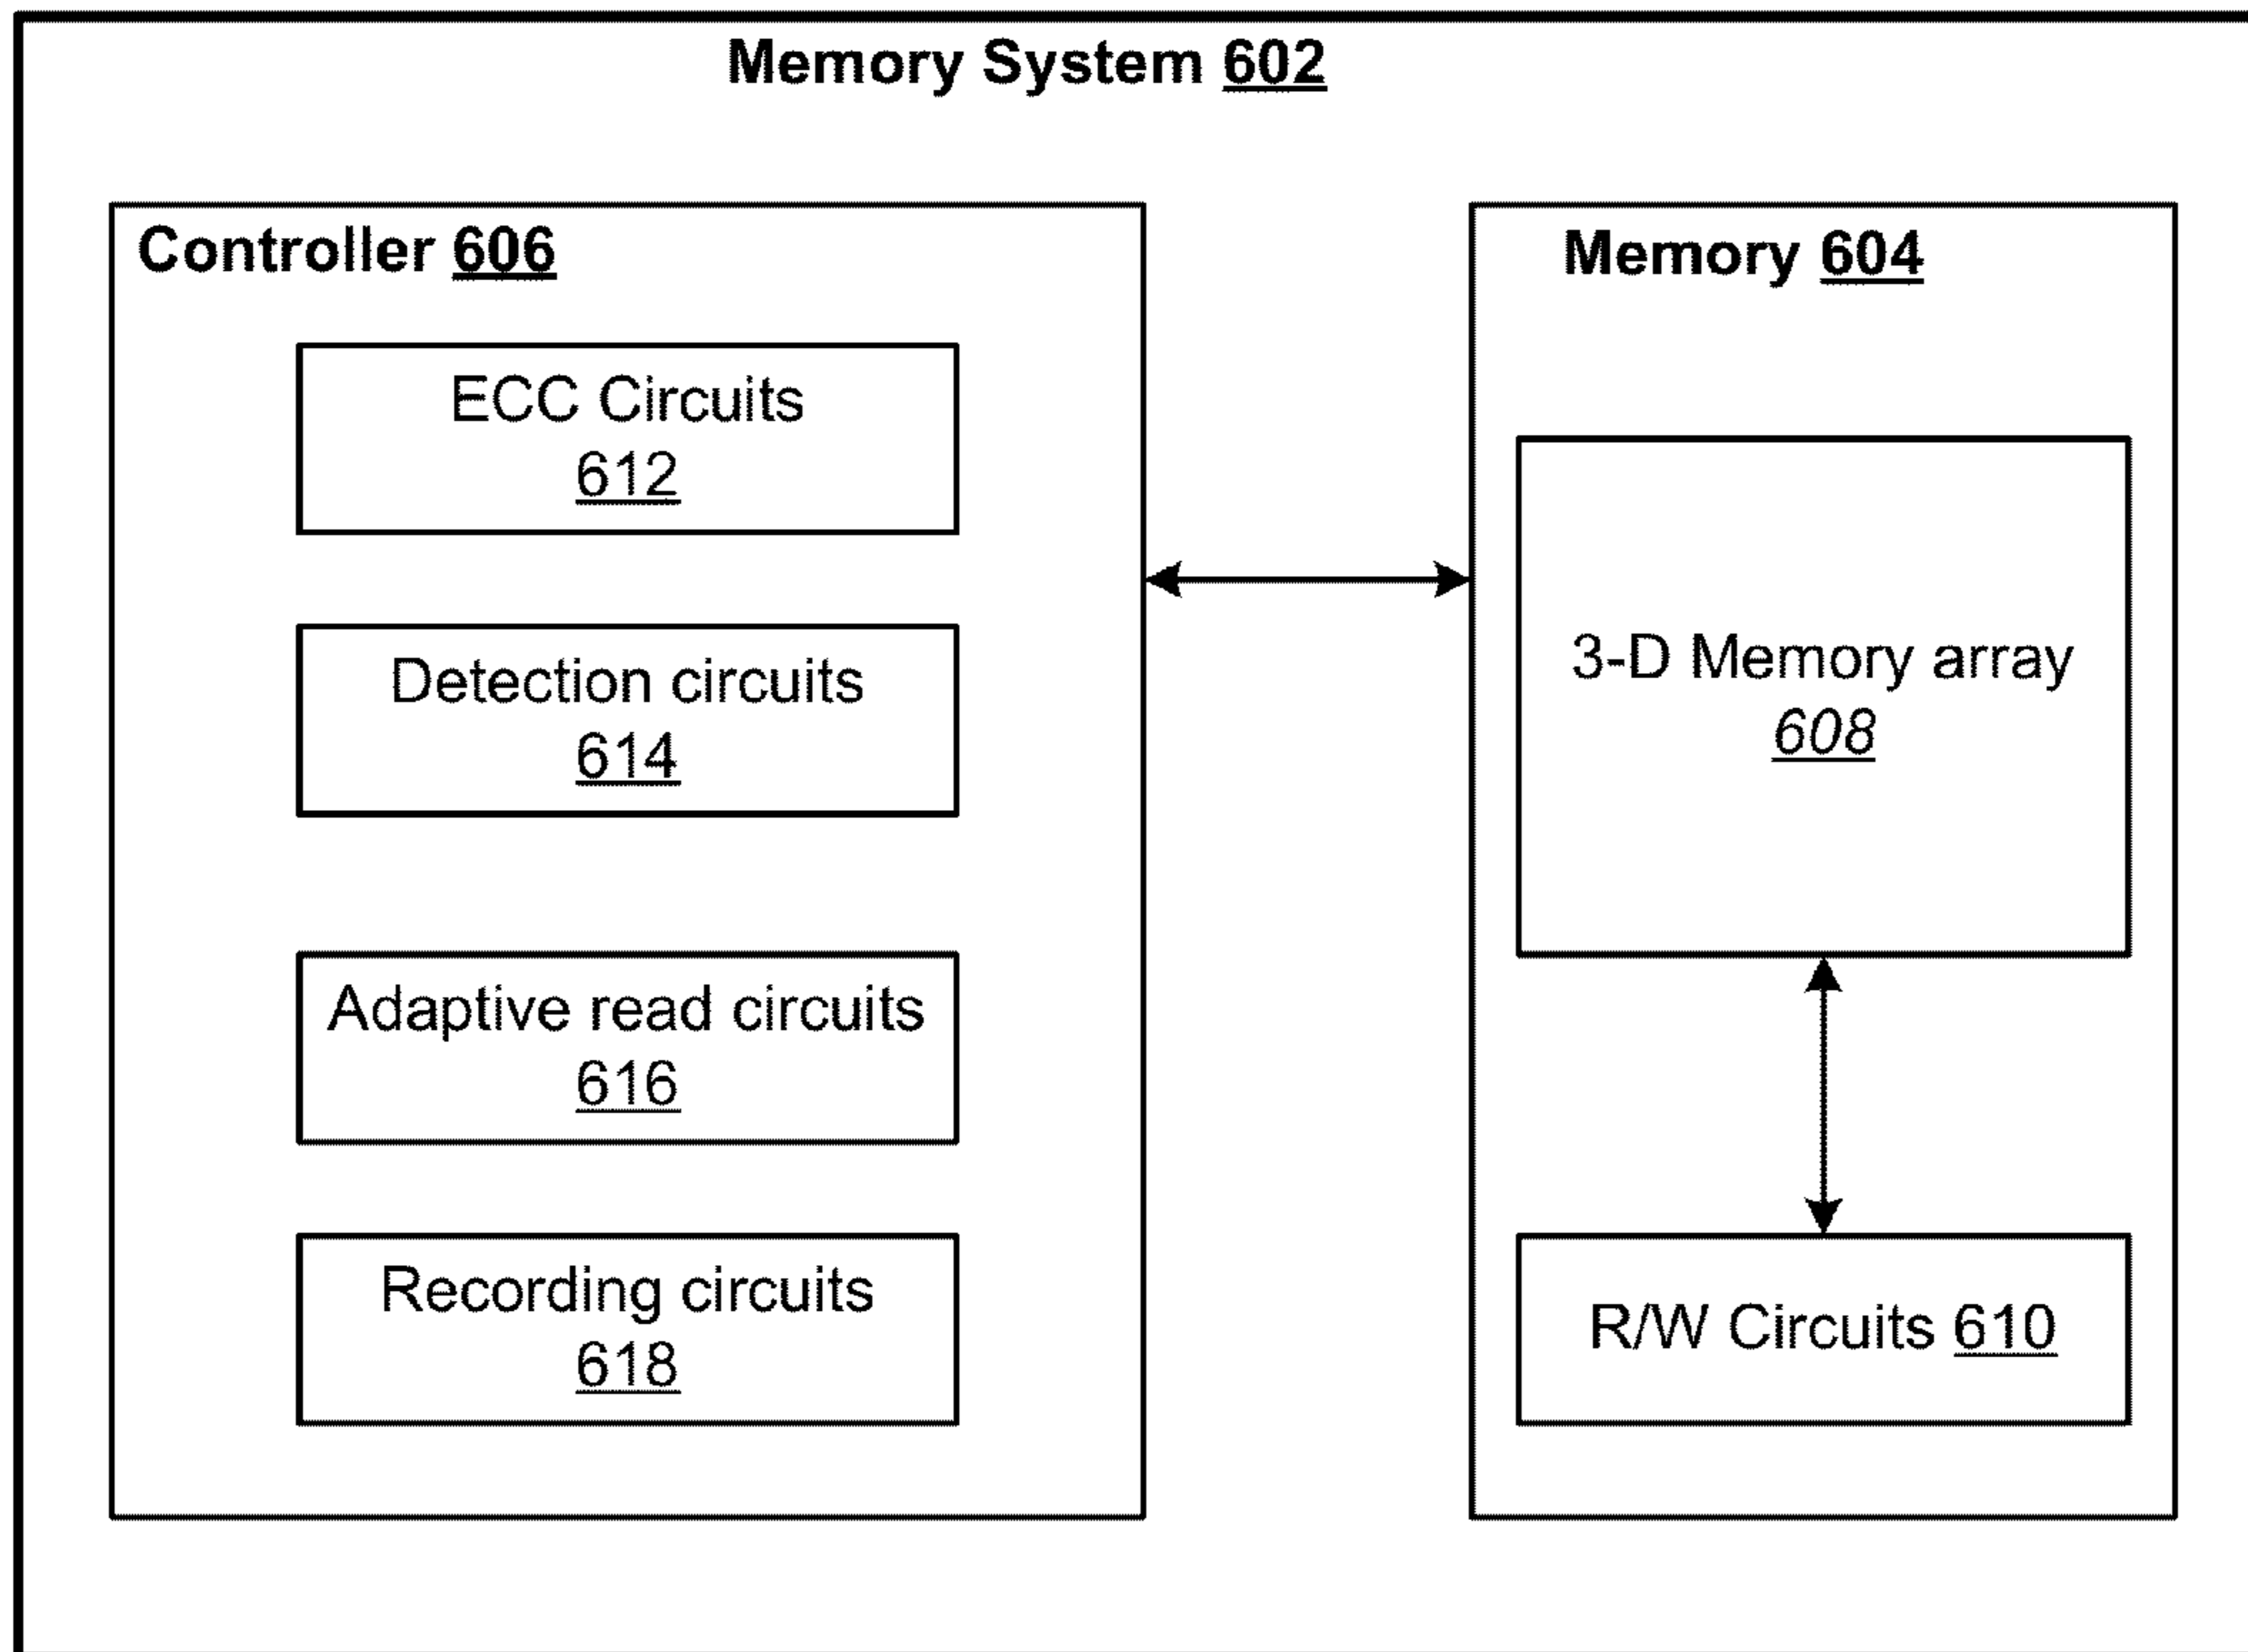 Memory System 602
Controller 606
ECC Circuits
612
Detection circuits
614
Adaptive read circuits
616
Recording circuits
618
Memory 604
3-D Memory array
608
R/W Circuits 610